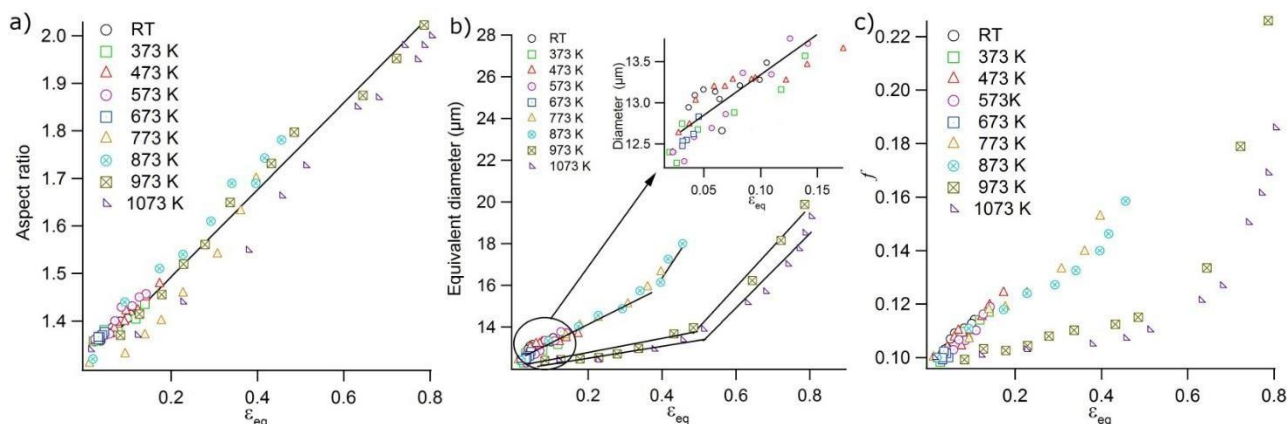 a)
Aspect ratio
2.0
1.9
1.8
1.7
1.6
1.5
1.4
RT
373 K
473 K
573 K
673 K
773 K
873 K
973 K
1073 K
0.2
0.4
0.6
0.8
εeq
b)
Equivalent diameter (μm)
28
26
24
22
20
18
16
14
RT
373 K
473 K
573 K
673 K
773 K
873 K
973 K
1073 K
Diameter (μm)
13.5
13.0
12.5
0.05
0.10
0.15
εeq
0.2
0.4
0.6
0.8
εeq
c)
f
0.22
0.20
0.18
0.16
0.14
0.12
0.10
RT
373 K
473 K
573K
673 K
773 K
873 K
973 K
1073 K
0.2
0.4
0.6
0.8
εeq